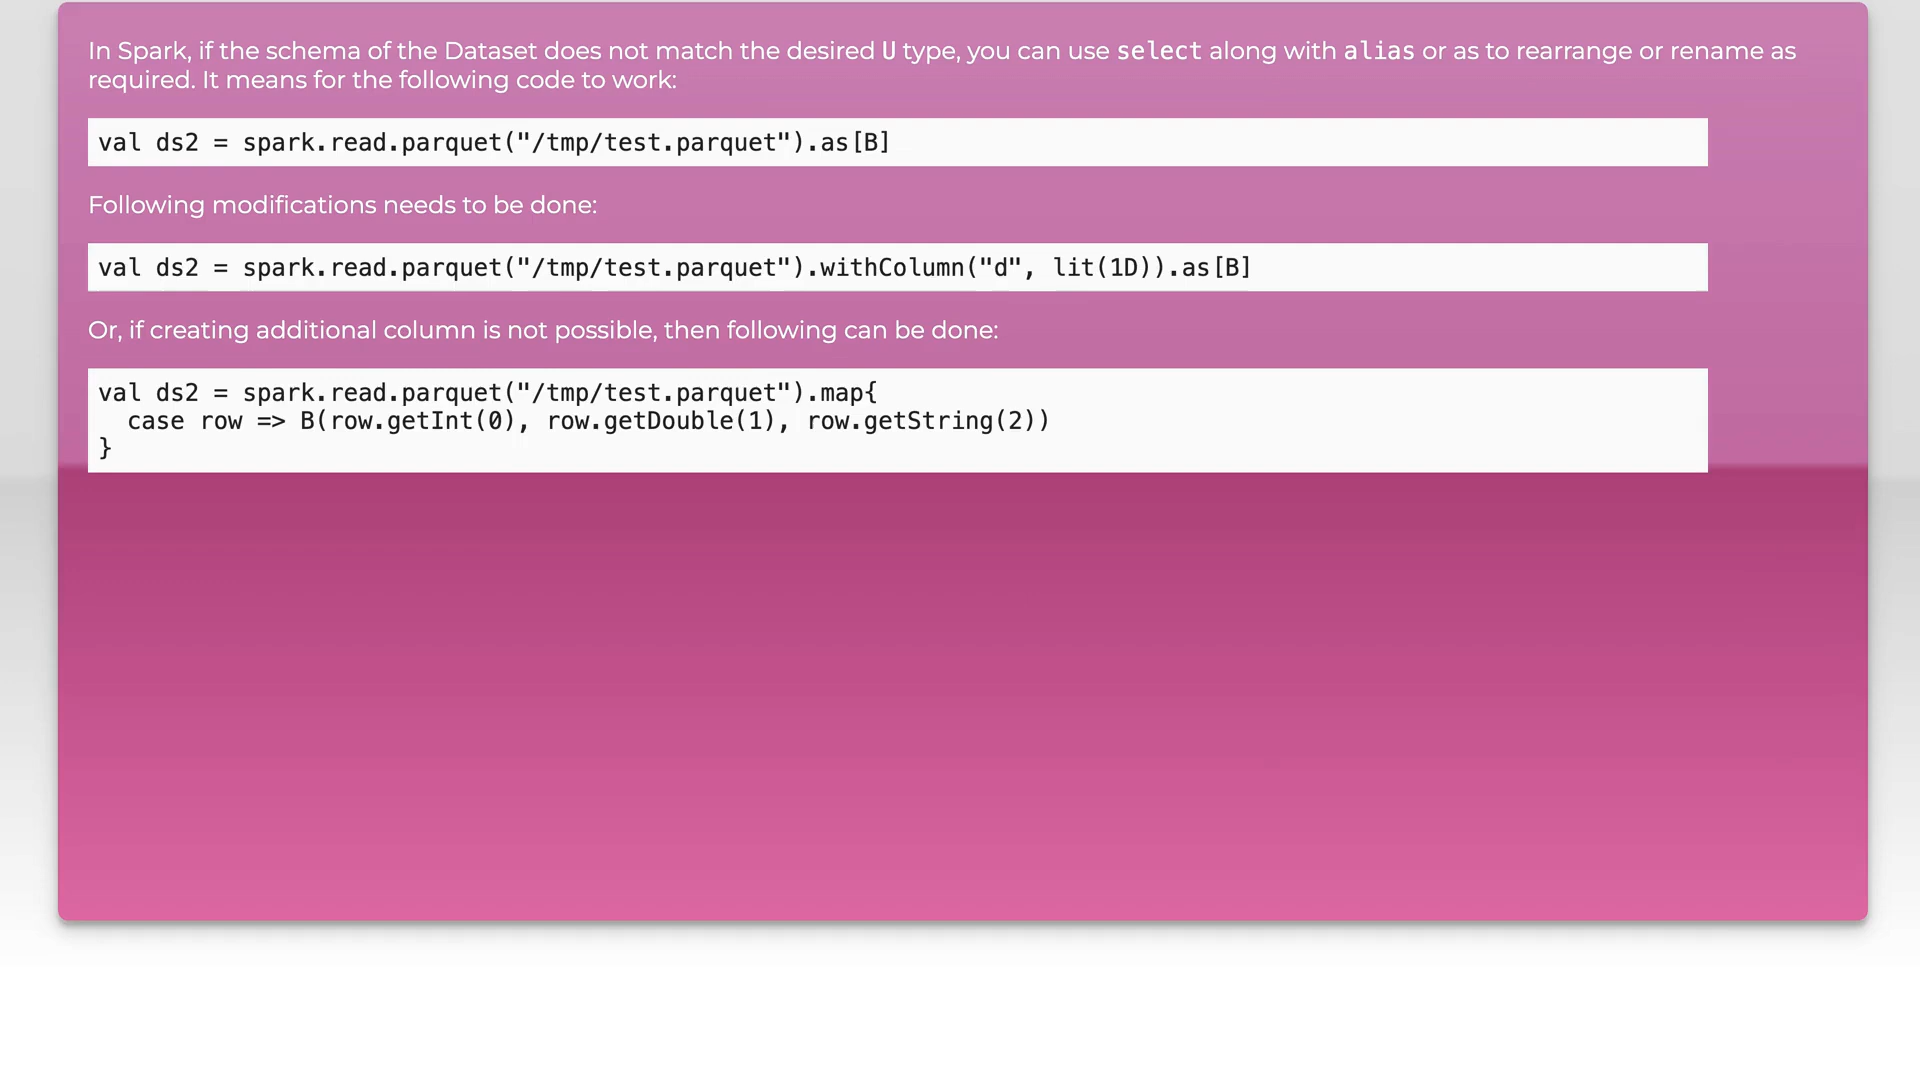 In Spark, if the schema of the Dataset does not match the desired U type, you can use select along with alias or as to rearrange or rename as
required. It means for the following code to work:
val ds2 = spark.read.parquet("/tmp/test.parquet").as[B]
Following modifications needs to be done:
val ds2 = spark.read.parquet("/tmp/test.parquet").withColumn("d", lit(1D)).as[B]
Or, if creating additional column is not possible, then following can be done:
val ds2 = spark.read.parquet("/tmp/test.parquet").map{
  case row => B(row.getInt(0), row.getDouble(1), row.getString(2))
}